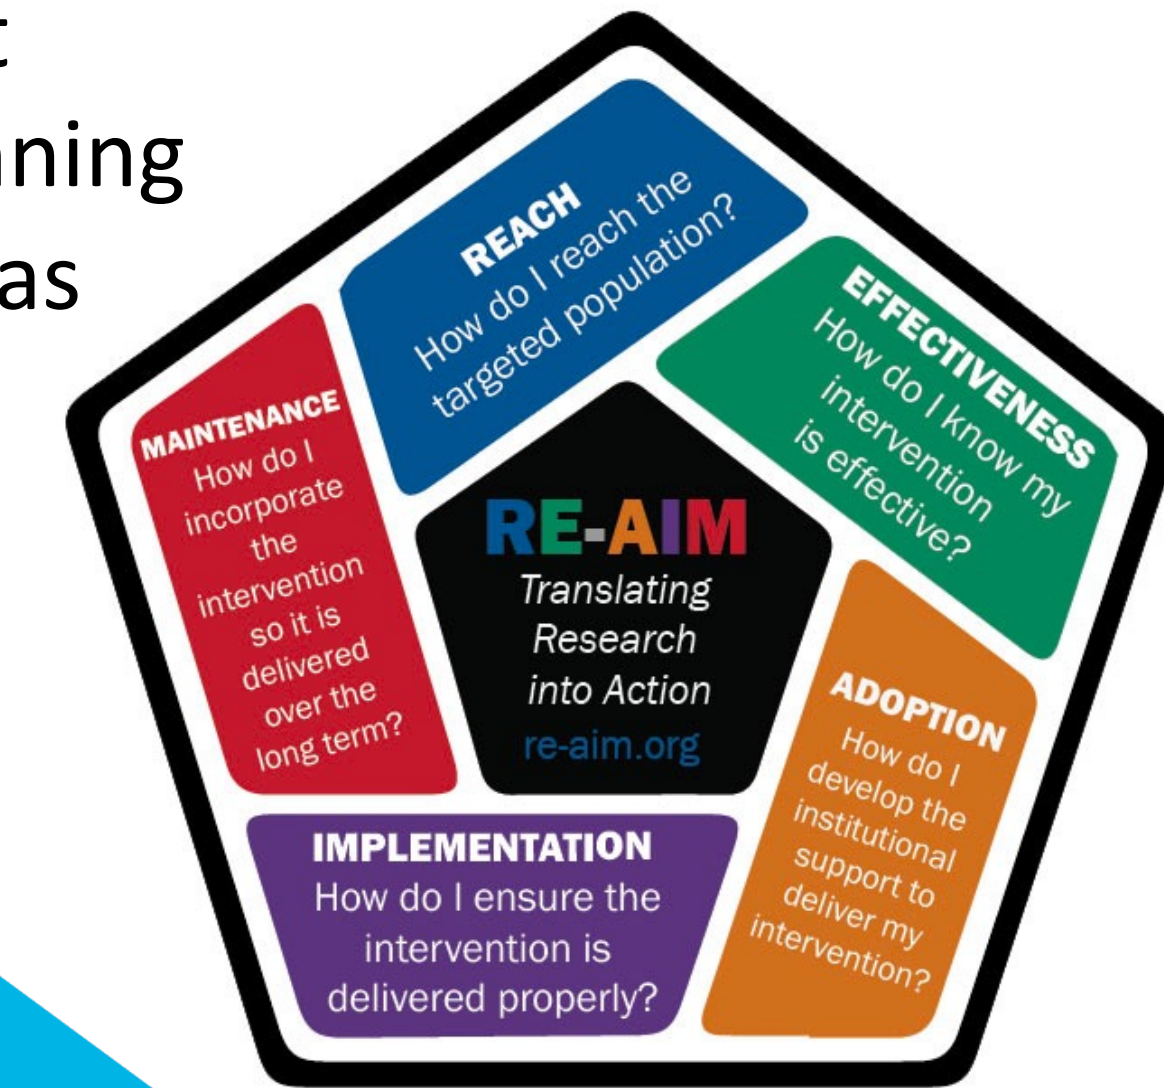 t
nning
as
REACH
How do I reach the
targeted population?
EFFECTIVENESS
How do I know my
intervention
is effective?
MAINTENANCE
How do I
incorporate
the
intervention
so it is
delivered
over the
long term?
RE-AIM
Translating
Research
into Action
re-aim.org
ADOPTION
How do I
develop the
institutional
support to
deliver my
intervention?
IMPLEMENTATION
How do I ensure the
intervention is
delivered properly?